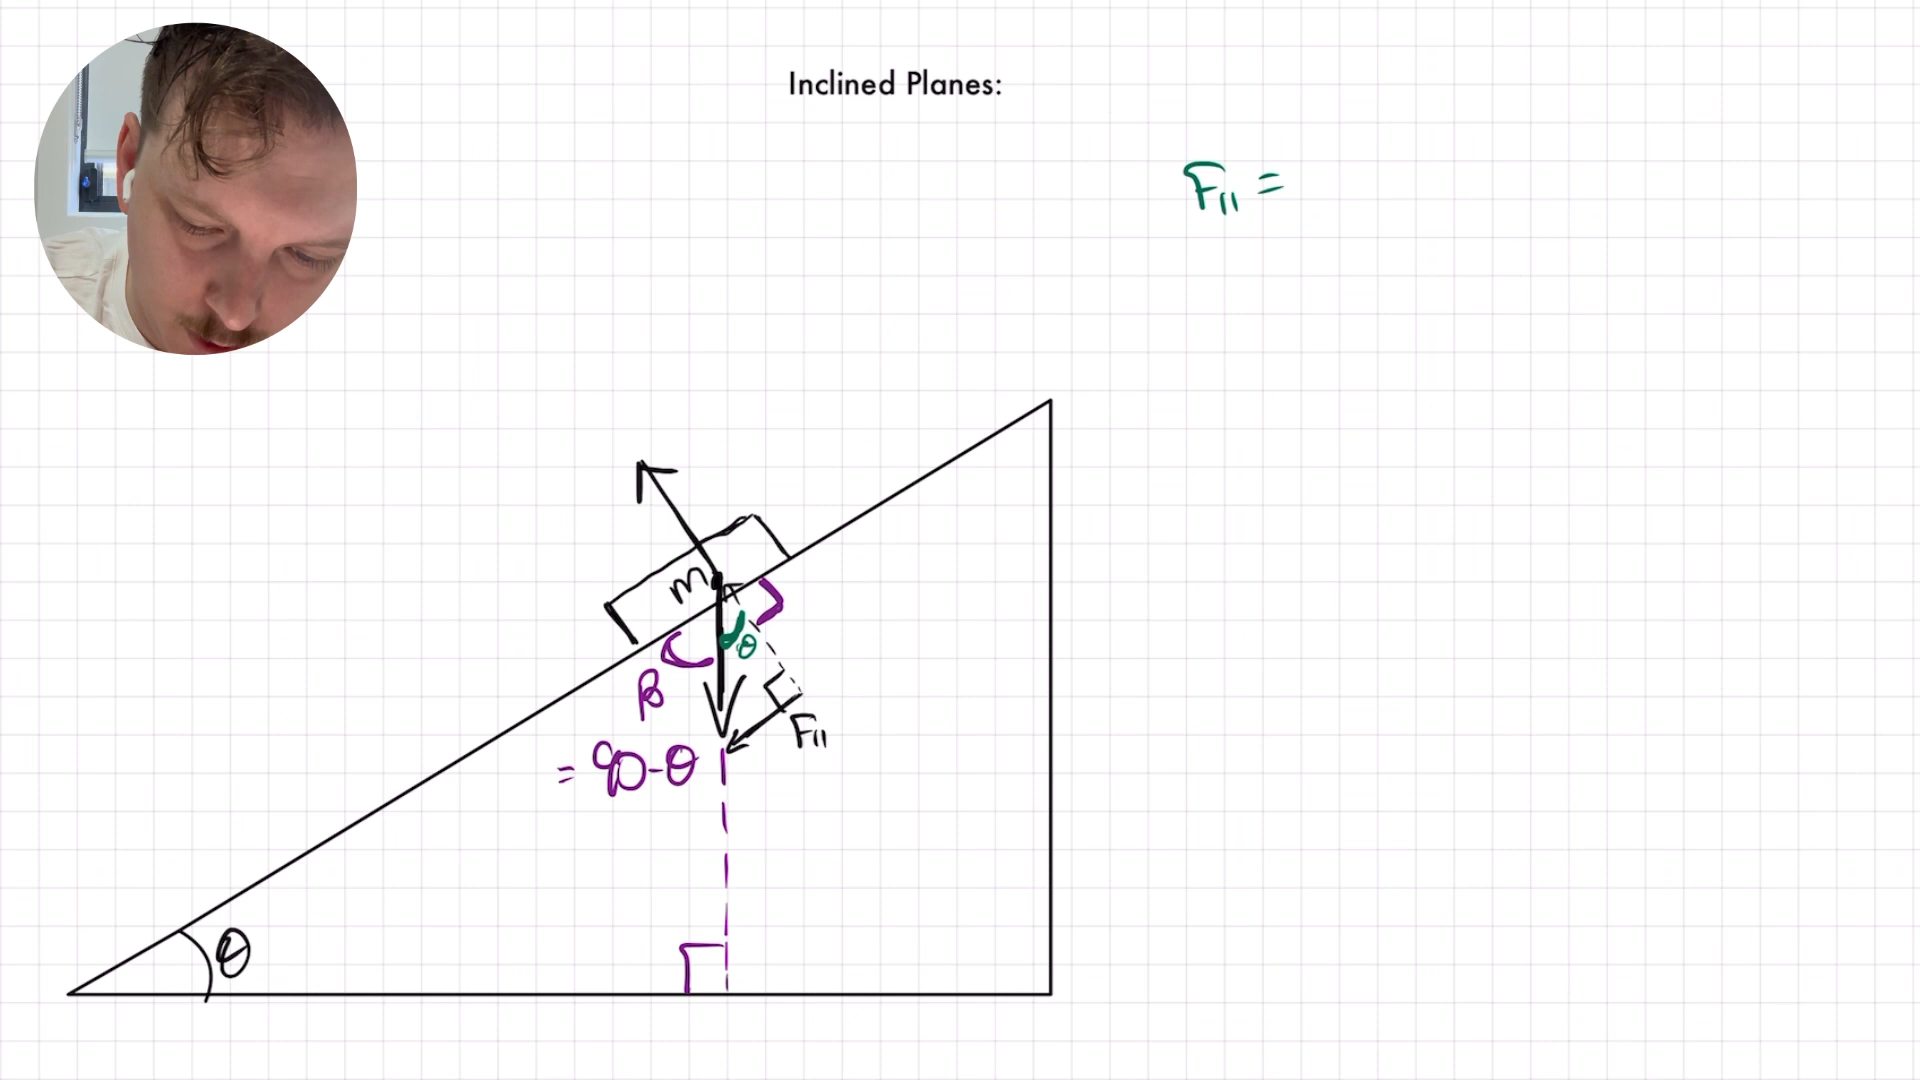 Inclined Planes:
F॥ =
m
θ
β
F॥
= 90-θ
θ